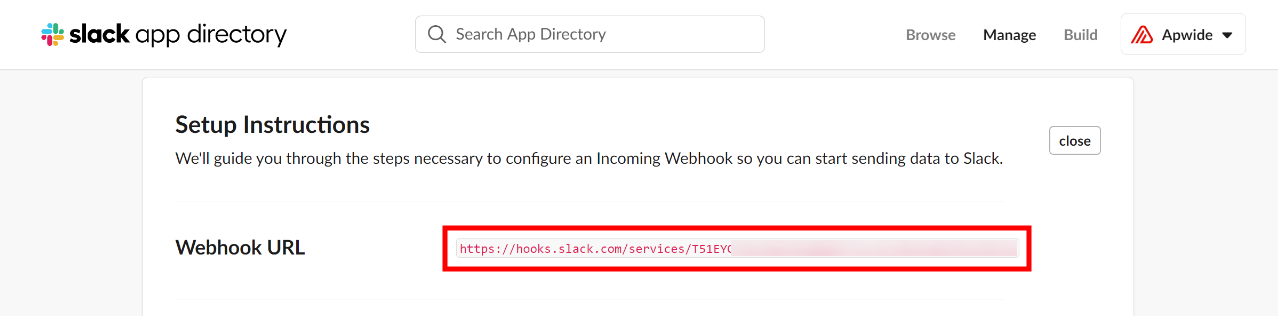 slack app directory
Search App Directory
Browse
Manage
Build
Apwide
Setup Instructions
close
We'll guide you through the steps necessary to configure an Incoming Webhook so you can start sending data to Slack.
Webhook URL
https://hooks.slack.com/services/T51EY